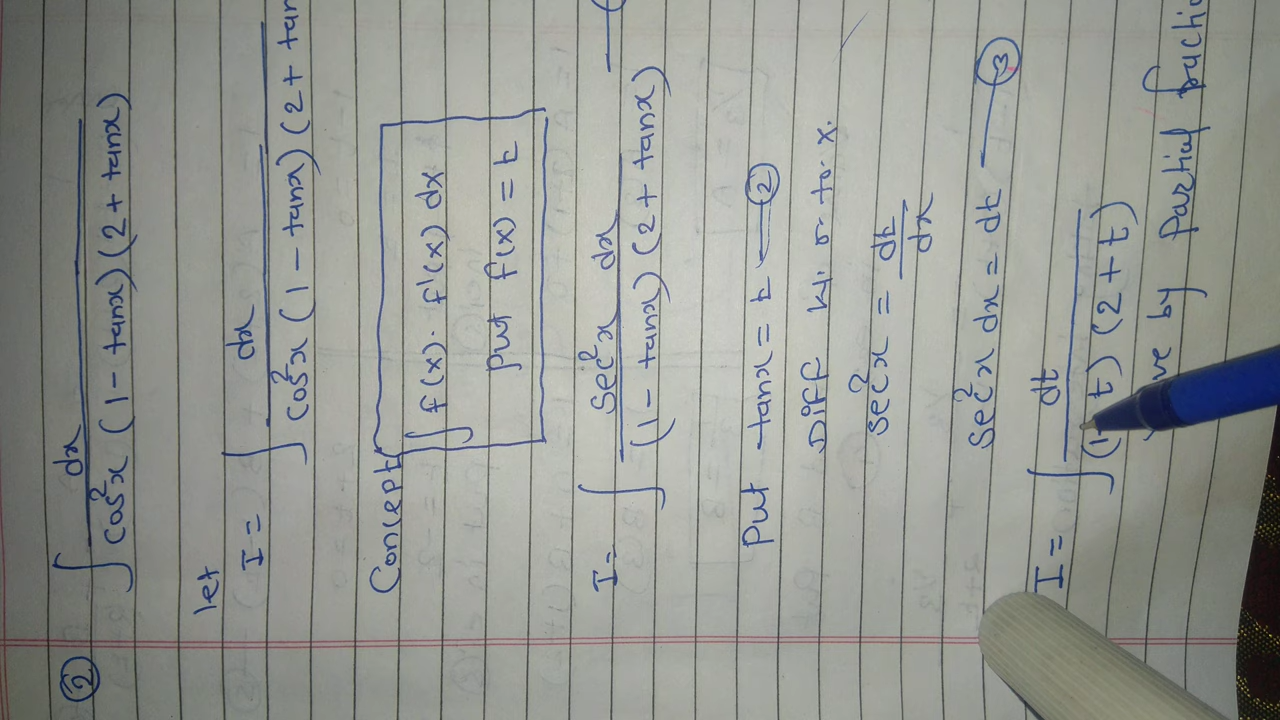 ② ∫ dx / cos²x (1 - tanx) (2 + tanx)
let
I = ∫ dx / cos²x (1 - tanx) (2 + tan
Concept
∫ f(x). f'(x) dx
put f(x) = t
I = ∫ sec²x dx / (1 - tanx) (2 + tanx)
Put tanx = t — ②
Diff w. r. to x.
sec²x = dt/dx
sec²x dx = dt — ③
I = ∫ dt / (1 t) (2 + t)
by Partial